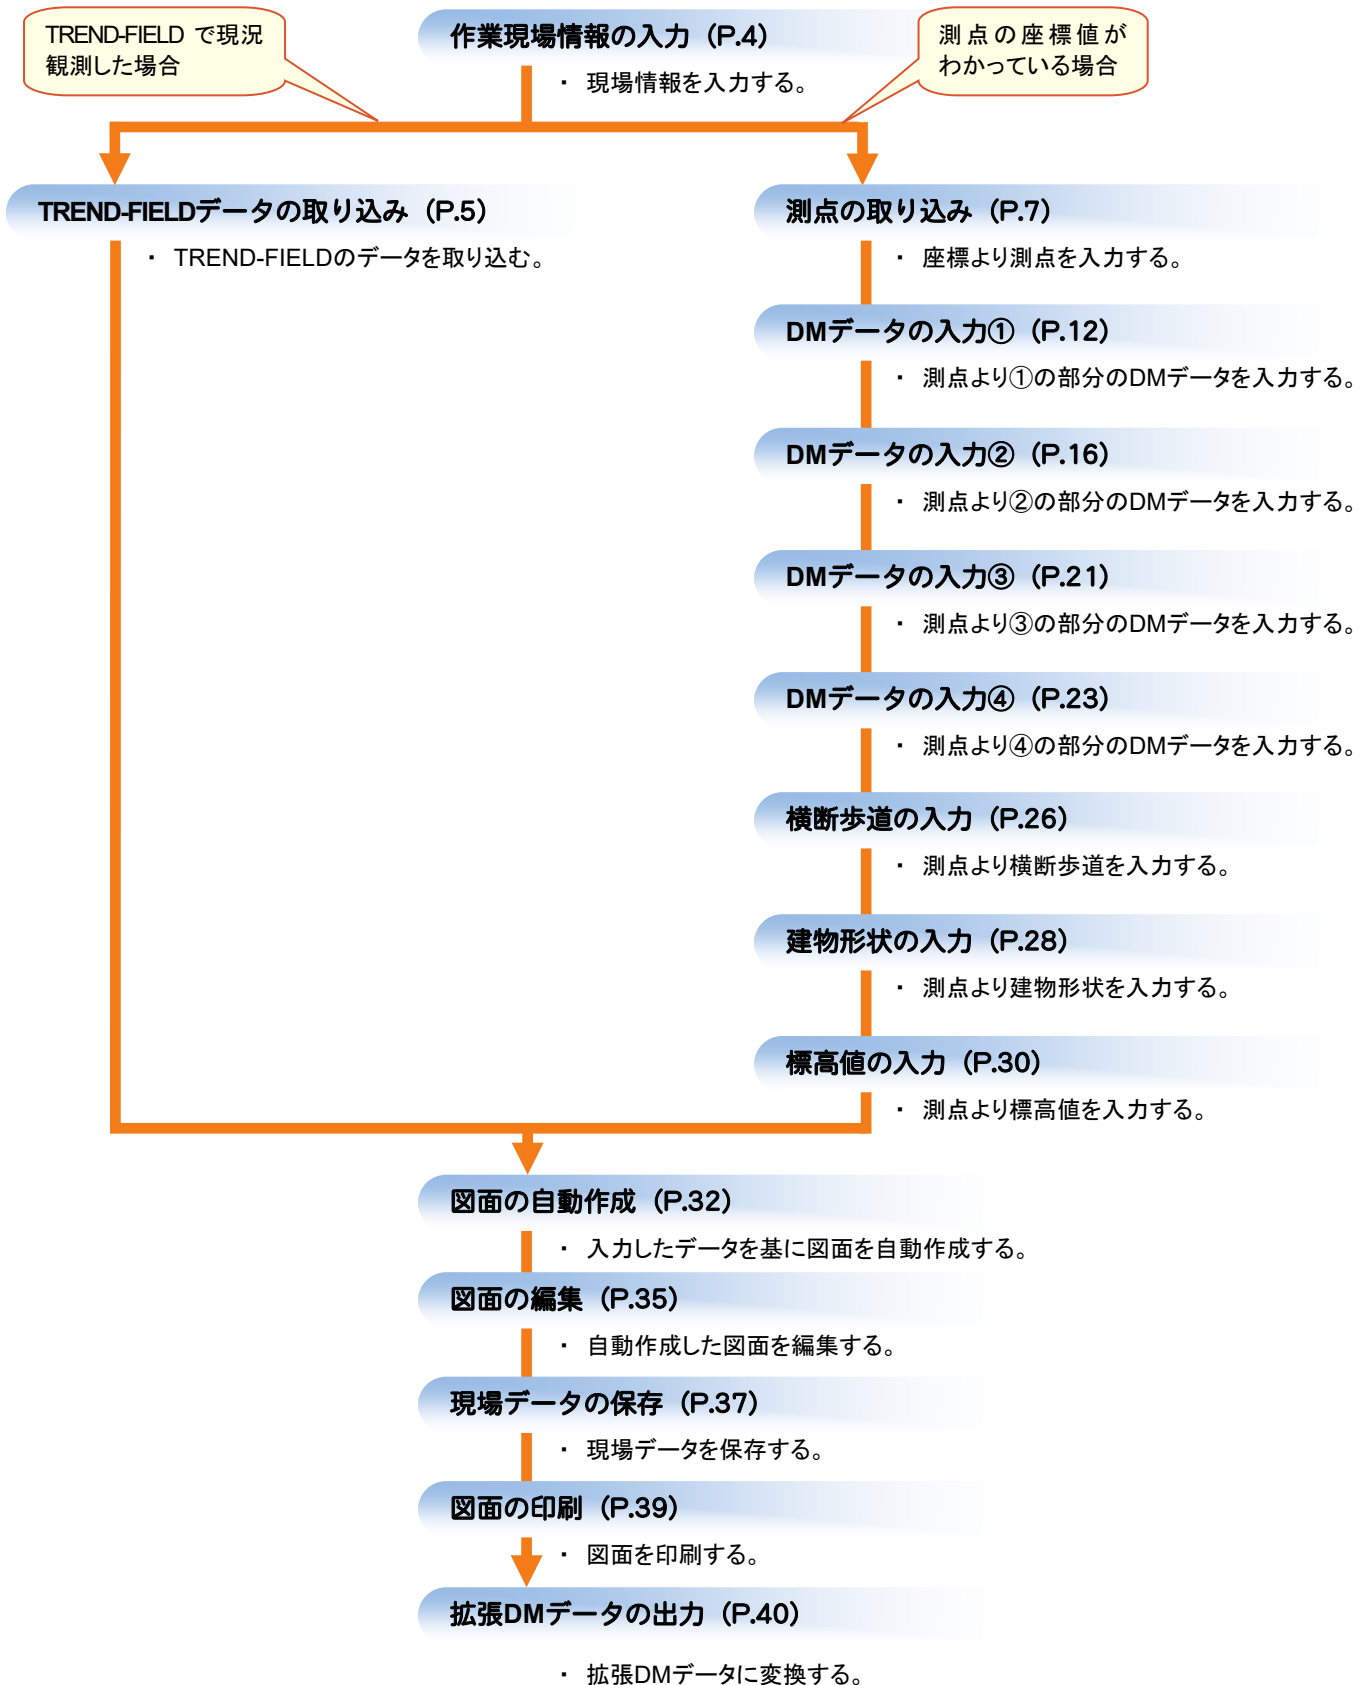 TREND-FIELD で現況
観測した場合
作業現場情報の入力（P.4）
・ 現場情報を入力する。
測点の座標値が
わかっている場合
TREND-FIELDデータの取り込み（P.5）
・ TREND-FIELDのデータを取り込む。
測点の取り込み（P.7）
・ 座標より測点を入力する。
DMデータの入力①（P.12）
・ 測点より①の部分のDMデータを入力する。
DMデータの入力②（P.16）
・ 測点より②の部分のDMデータを入力する。
DMデータの入力③（P.21）
・ 測点より③の部分のDMデータを入力する。
DMデータの入力④（P.23）
・ 測点より④の部分のDMデータを入力する。
横断歩道の入力（P.26）
・ 測点より横断歩道を入力する。
建物形状の入力（P.28）
・ 測点より建物形状を入力する。
標高値の入力（P.30）
・ 測点より標高値を入力する。
図面の自動作成（P.32）
・ 入力したデータを基に図面を自動作成する。
図面の編集（P.35）
・ 自動作成した図面を編集する。
現場データの保存（P.37）
・ 現場データを保存する。
図面の印刷（P.39）
・ 図面を印刷する。
拡張DMデータの出力（P.40）
・ 拡張DMデータに変換する。